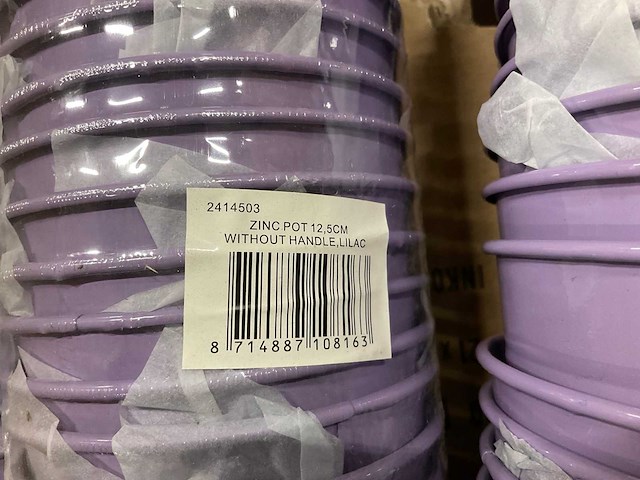 2414503
ZINC POT 12,5CM
WITHOUT HANDLE,LILAC
8 714887 108163